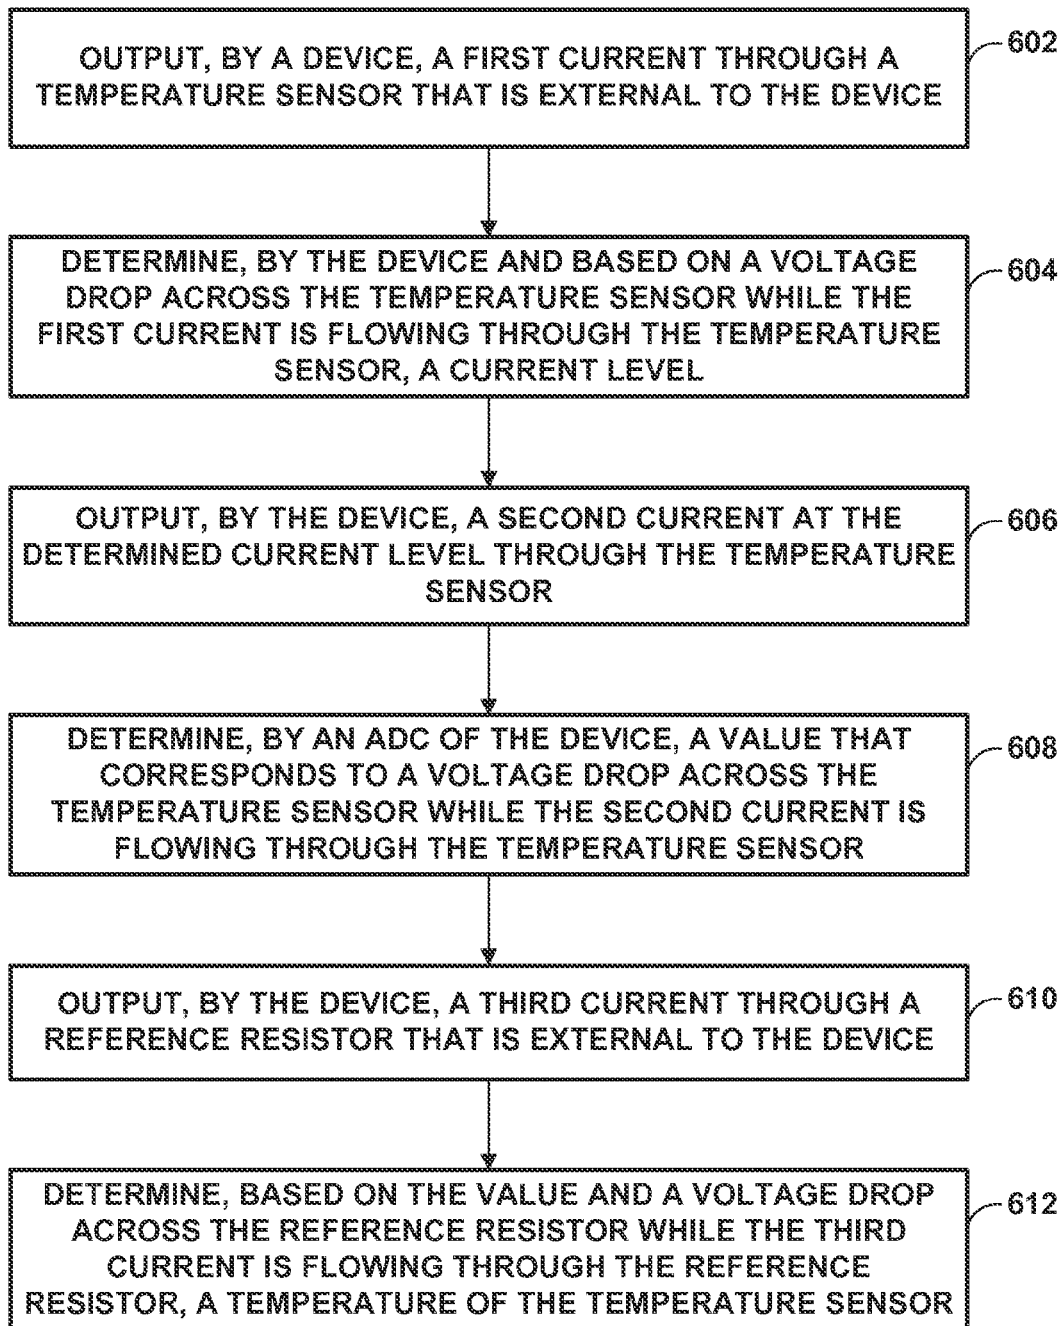 OUTPUT, BY A DEVICE, A FIRST CURRENT THROUGH A
TEMPERATURE SENSOR THAT IS EXTERNAL TO THE DEVICE
602
DETERMINE, BY THE DEVICE AND BASED ON A VOLTAGE
DROP ACROSS THE TEMPERATURE SENSOR WHILE THE
FIRST CURRENT IS FLOWING THROUGH THE TEMPERATURE
SENSOR, A CURRENT LEVEL
604
OUTPUT, BY THE DEVICE, A SECOND CURRENT AT THE
DETERMINED CURRENT LEVEL THROUGH THE TEMPERATURE
SENSOR
606
DETERMINE, BY AN ADC OF THE DEVICE, A VALUE THAT
CORRESPONDS TO A VOLTAGE DROP ACROSS THE
TEMPERATURE SENSOR WHILE THE SECOND CURRENT IS
FLOWING THROUGH THE TEMPERATURE SENSOR
608
OUTPUT, BY THE DEVICE, A THIRD CURRENT THROUGH A
REFERENCE RESISTOR THAT IS EXTERNAL TO THE DEVICE
610
DETERMINE, BASED ON THE VALUE AND A VOLTAGE DROP
ACROSS THE REFERENCE RESISTOR WHILE THE THIRD
CURRENT IS FLOWING THROUGH THE REFERENCE
RESISTOR, A TEMPERATURE OF THE TEMPERATURE SENSOR
612